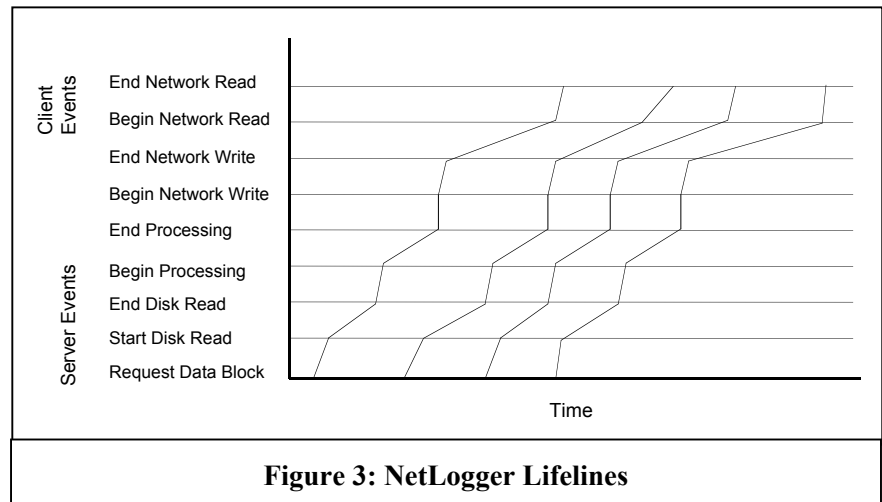 Client
Events
End Network Read
Begin Network Read
End Network Write
Begin Network Write
End Processing
Begin Processing
End Disk Read
Start Disk Read
Request Data Block
Server Events
Time
Figure 3: NetLogger Lifelines